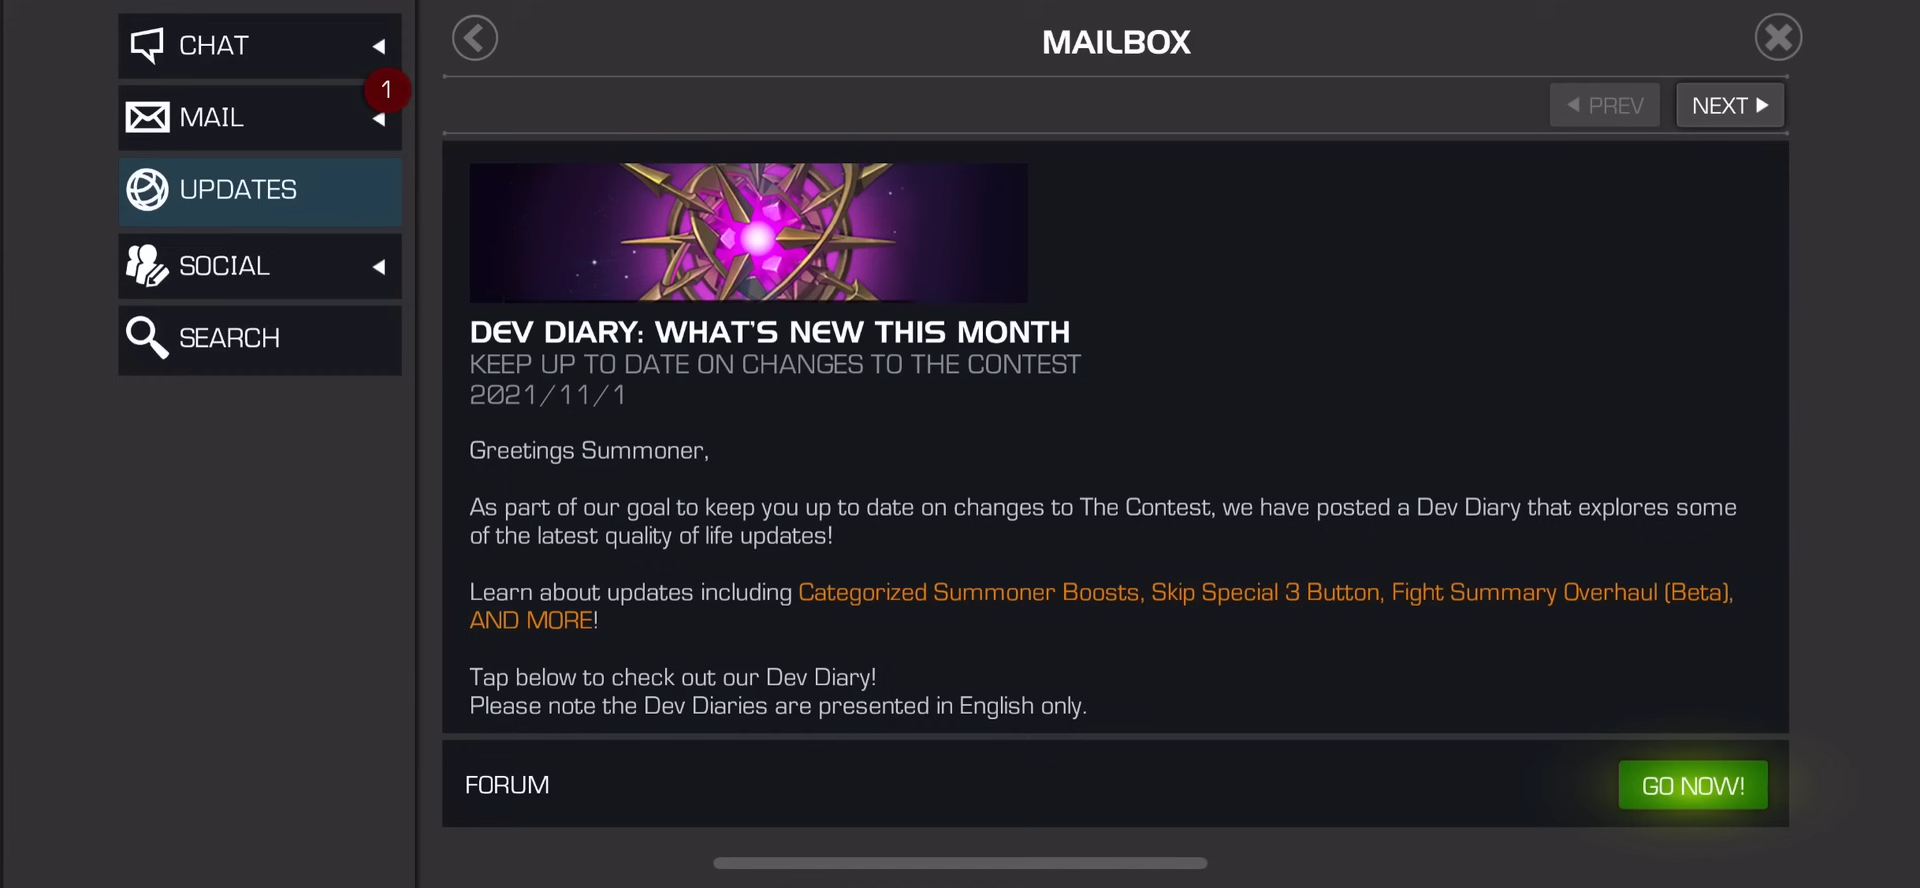 CHAT
1
MAIL
UPDATES
SOCIAL
SEARCH
MAILBOX
PREV
NEXT
DEV DIARY: WHAT'S NEW THIS MONTH
KEEP UP TO DATE ON CHANGES TO THE CONTEST
2021/11/1
Greetings Summoner,
As part of our goal to keep you up to date on changes to The Contest, we have posted a Dev Diary that explores some
of the latest quality of life updates!
Learn about updates including Categorized Summoner Boosts, Skip Special 3 Button, Fight Summary Overhaul (Beta),
AND MORE!
Tap below to check out our Dev Diary!
Please note the Dev Diaries are presented in English only.
FORUM
GO NOW!